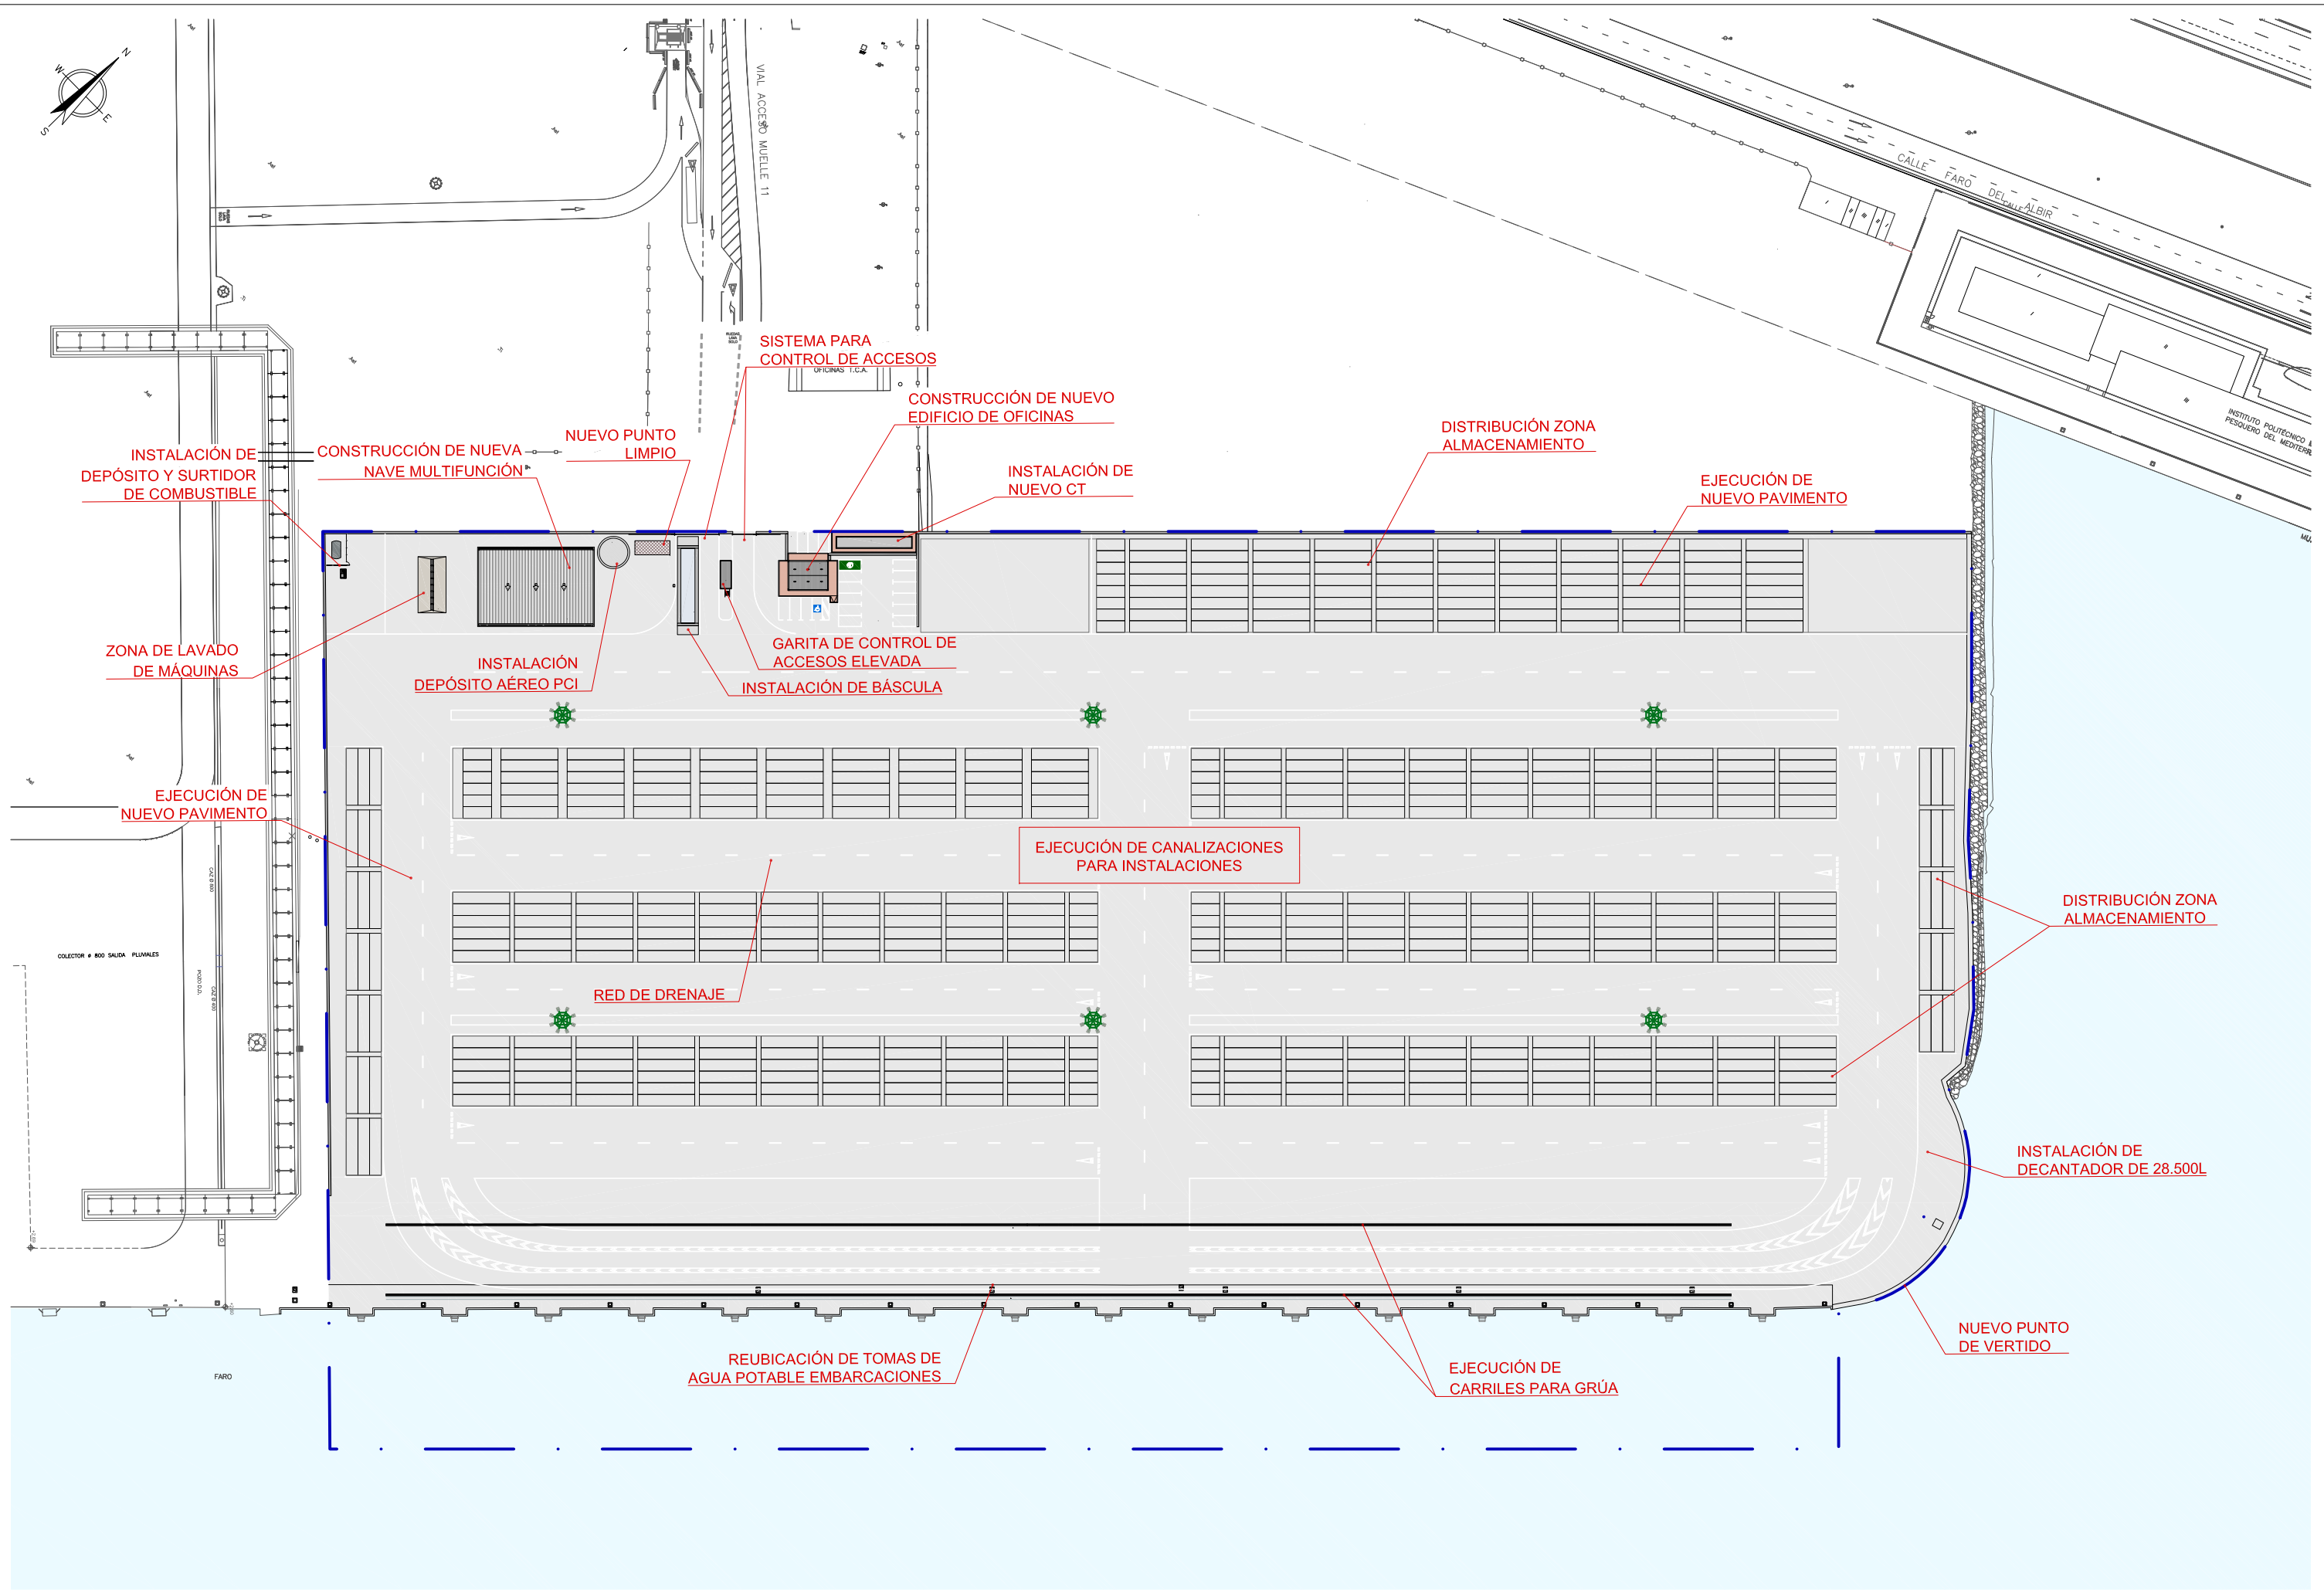 N
W
E
S
VIAL ACCESO MUELLE 11
CALLE FARO DEL ALBIR
CALLE
INSTITUTO POLITÉCNICO
PESQUERO DEL MEDITERR
MU
SISTEMA PARA
CONTROL DE ACCESOS
OFICINAS T.C.A.
CONSTRUCCIÓN DE NUEVO
EDIFICIO DE OFICINAS
DISTRIBUCIÓN ZONA
ALMACENAMIENTO
NUEVO PUNTO
LIMPIO
CONSTRUCCIÓN DE NUEVA
NAVE MULTIFUNCIÓN
INSTALACIÓN DE
DEPÓSITO Y SURTIDOR
DE COMBUSTIBLE
INSTALACIÓN DE
NUEVO CT
EJECUCIÓN DE
NUEVO PAVIMENTO
ZONA DE LAVADO
DE MÁQUINAS
INSTALACIÓN
DEPÓSITO AÉREO PCI
GARITA DE CONTROL DE
ACCESOS ELEVADA
INSTALACIÓN DE BÁSCULA
EJECUCIÓN DE
NUEVO PAVIMENTO
EJECUCIÓN DE CANALIZACIONES
PARA INSTALACIONES
DISTRIBUCIÓN ZONA
ALMACENAMIENTO
COLECTOR ø 800 SALIDA PLUVIALES
RED DE DRENAJE
INSTALACIÓN DE
DECANTADOR DE 28.500L
NUEVO PUNTO
DE VERTIDO
REUBICACIÓN DE TOMAS DE
AGUA POTABLE EMBARCACIONES
EJECUCIÓN DE
CARRILES PARA GRÚA
FARO